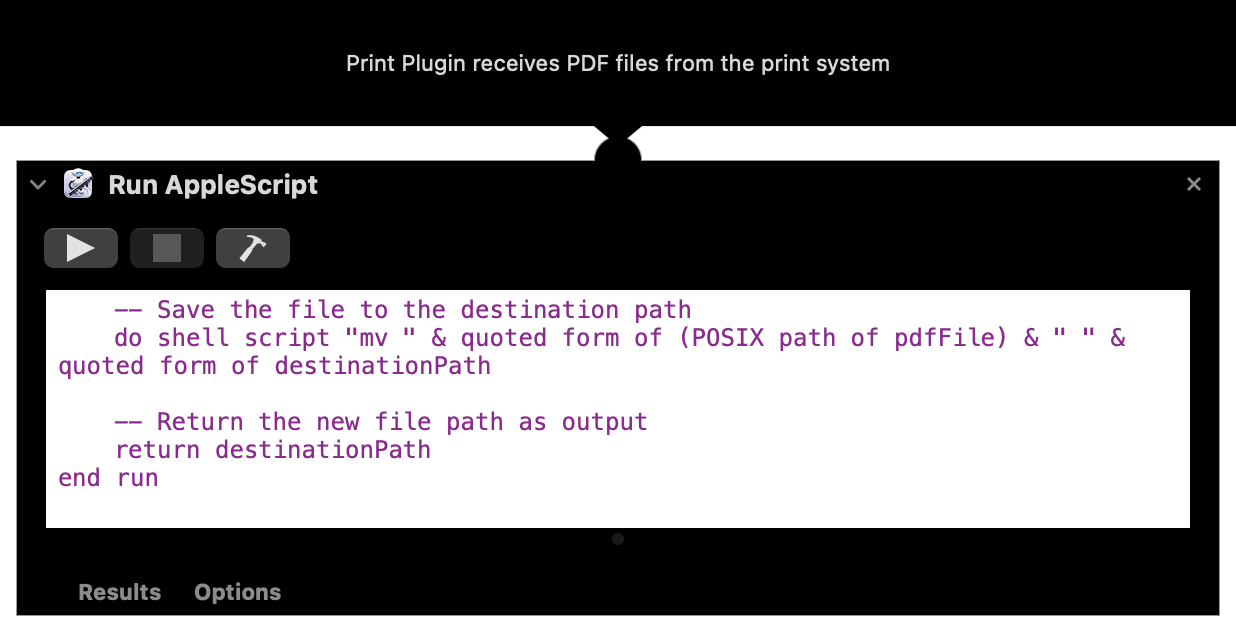 Print Plugin receives PDF files from the print system
Run AppleScript
-- Save the file to the destination path
do shell script "mv " & quoted form of (POSIX path of pdfFile) & " " &
quoted form of destinationPath
-- Return the new file path as output
return destinationPath
end run
Results Options